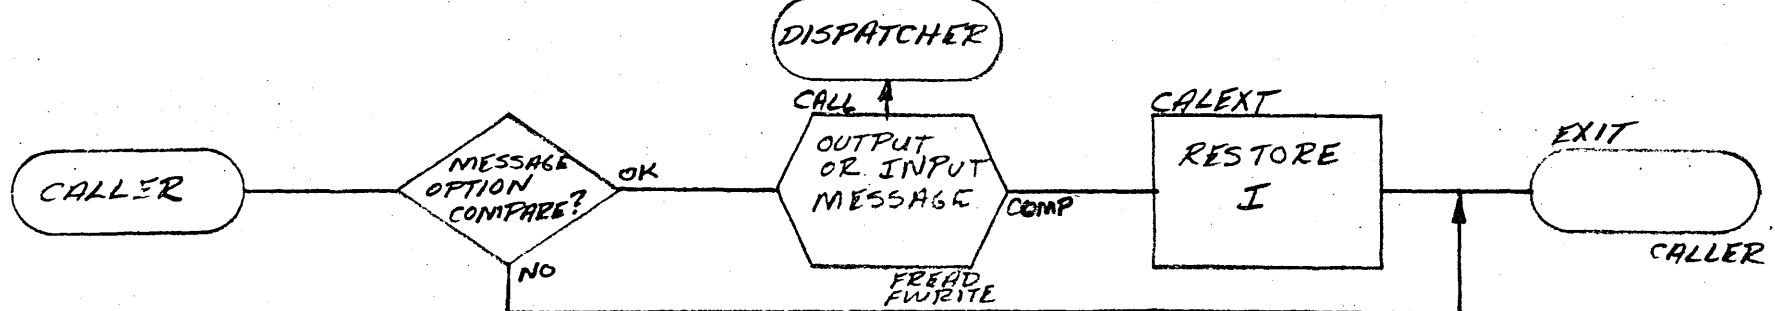 DISPATCHER
CALL
CALEXT
EXIT
CALLER
MESSAGE
OPTION
COMPARE?
OK
OUTPUT
OR INPUT
MESSAGE
COMP
RESTORE
I
CALLER
NO
FREAD
FWRITE